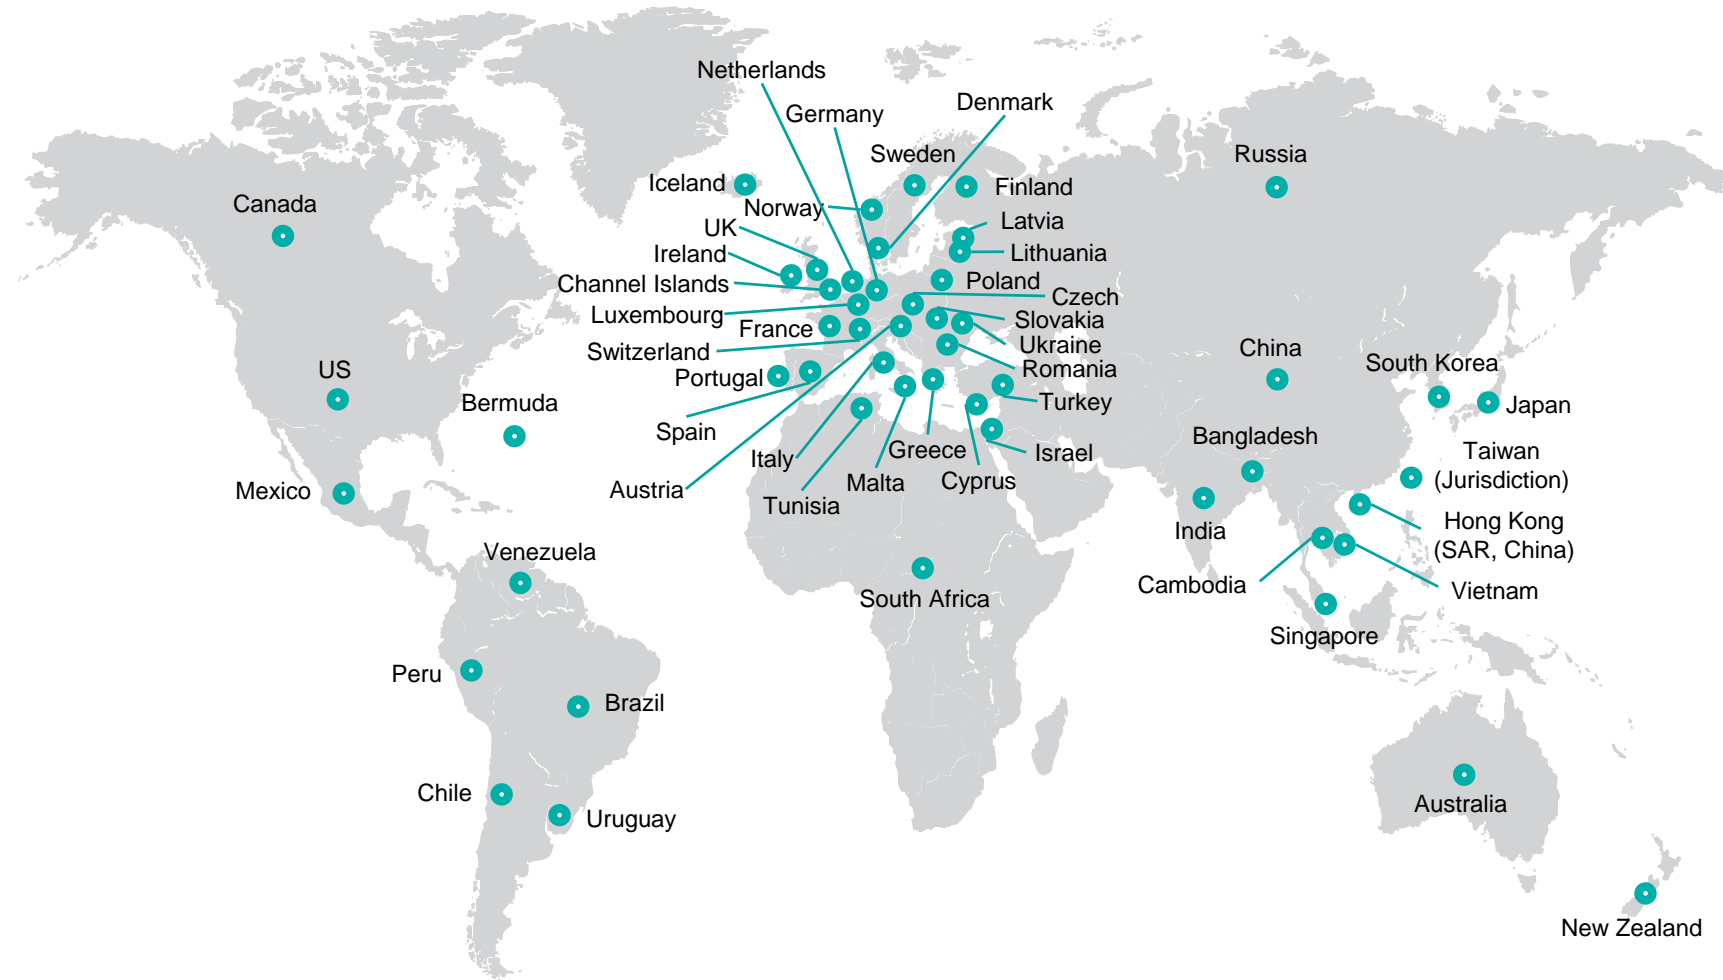 Netherlands
Denmark
Germany
Sweden
Russia
Iceland
Finland
Canada
Norway
Latvia
UK
Ireland
Lithuania
Channel Islands
Poland
Czech
Luxembourg
Slovakia
France
Ukraine
Switzerland
China
South Korea
Romania
US
Portugal
Bermuda
Turkey
Japan
Spain
Bangladesh
Greece
Israel
Taiwan
(Jurisdiction)
Italy
Malta
Cyprus
Austria
Mexico
Tunisia
India
Hong Kong
(SAR, China)
Venezuela
Cambodia
Vietnam
South Africa
Singapore
Peru
Brazil
Chile
Australia
Uruguay
New Zealand